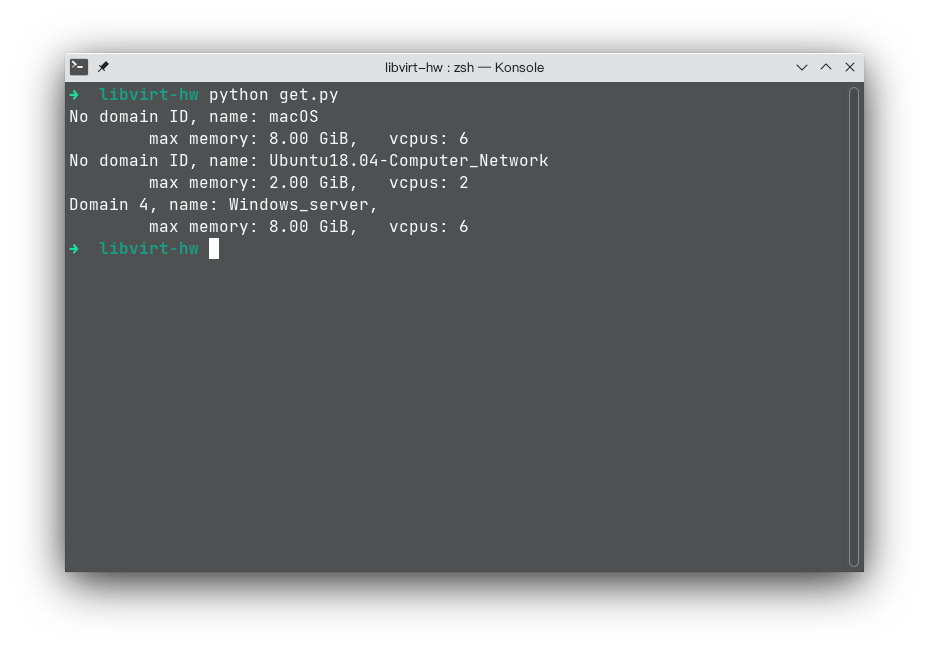 libvirt-hw : zsh — Konsole
➜  libvirt-hw python get.py
No domain ID, name: macOS
        max memory: 8.00 GiB,   vcpus: 6
No domain ID, name: Ubuntu18.04-Computer_Network
        max memory: 2.00 GiB,   vcpus: 2
Domain 4, name: Windows_server,
        max memory: 8.00 GiB,   vcpus: 6
➜  libvirt-hw